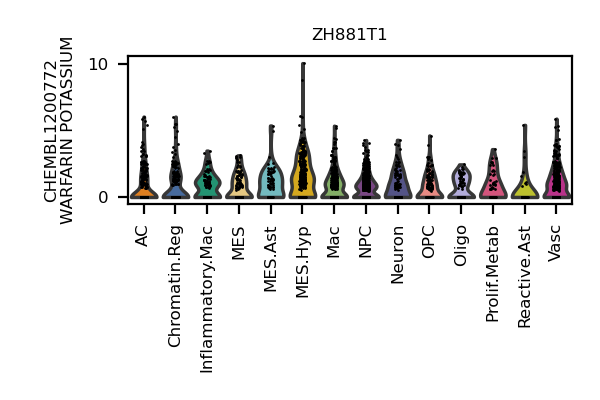 ZH881T1
CHEMBL1200772
WARFARIN POTASSIUM
10
0
AC
Chromatin.Reg
Inflammatory.Mac
MES
MES.Ast
MES.Hyp
Mac
NPC
Neuron
OPC
Oligo
Prolif.Metab
Reactive.Ast
Vasc